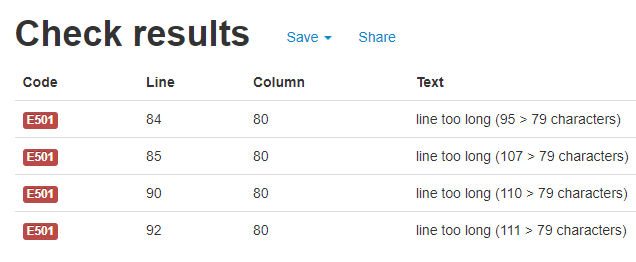 Check results Save Share
Code Line Column Text
E501 84 80 line too long (95 > 79 characters)
E501 85 80 line too long (107 > 79 characters)
E501 90 80 line too long (110 > 79 characters)
E501 92 80 line too long (111 > 79 characters)